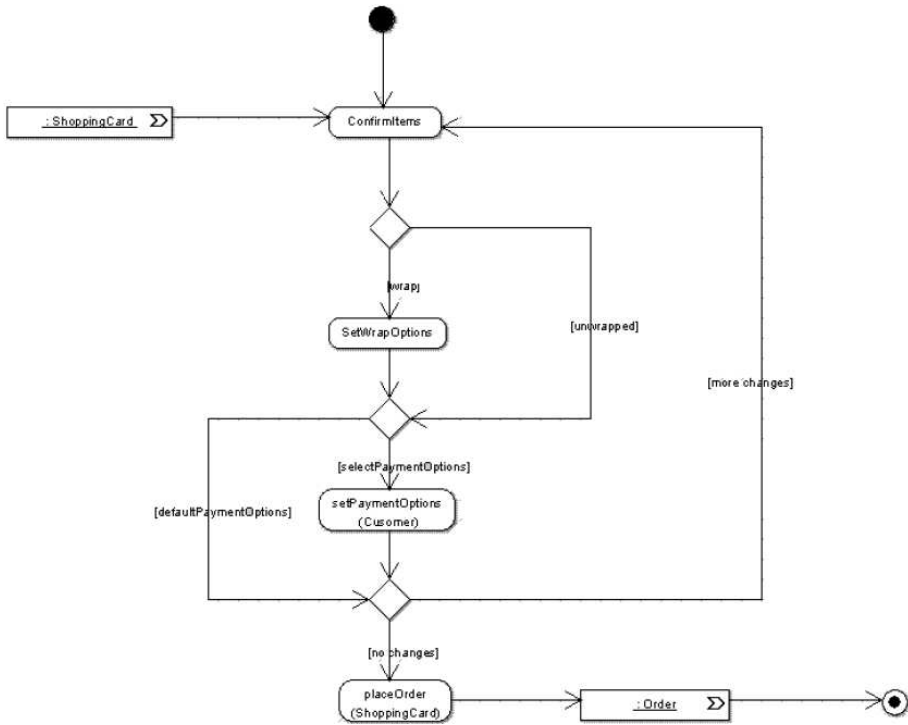 : ShoppingCard
ConfirmItems
[wrap]
SetWrapOptions
[unwrapped]
[more changes]
[selectPaymentOptions]
setPaymentOptions
(Cusomer)
[defaultPaymentOptions]
[no changes]
placeOrder
(ShoppingCard)
: Order